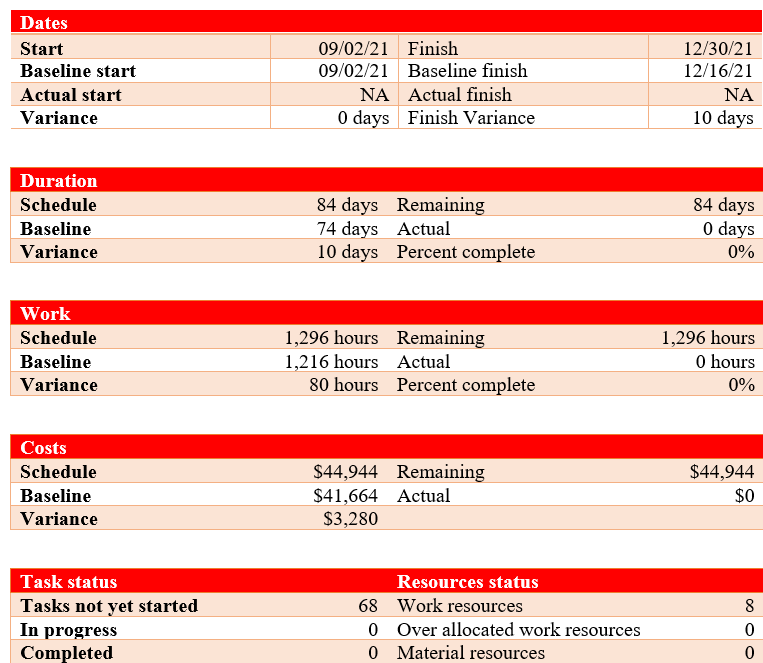 Dates
Start 09/02/21 Finish 12/30/21
Baseline start 09/02/21 Baseline finish 12/16/21
Actual start NA Actual finish NA
Variance 0 days Finish Variance 10 days
Duration
Schedule 84 days Remaining 84 days
Baseline 74 days Actual 0 days
Variance 10 days Percent complete 0%
Work
Schedule 1,296 hours Remaining 1,296 hours
Baseline 1,216 hours Actual 0 hours
Variance 80 hours Percent complete 0%
Costs
Schedule $44,944 Remaining $44,944
Baseline $41,664 Actual $0
Variance $3,280
Task status Resources status
Tasks not yet started 68 Work resources 8
In progress 0 Over allocated work resources 0
Completed 0 Material resources 0